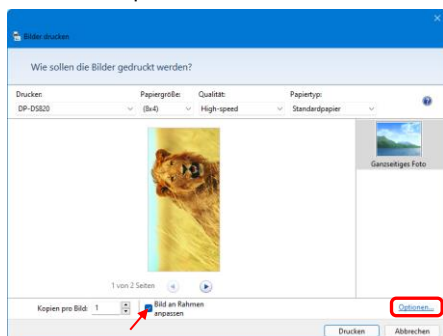 Bilder drucken
Wie sollen die Bilder gedruckt werden?
Drucker: Papiergröße: Qualität: Papiertyp:
DP-DS820 (8x4) High-speed Standardpapier
Ganzseitiges Foto
1 von 2 Seiten
Kopien pro Bild: 1 Bild an Rahmen anpassen Optionen...
Drucken Abbrechen